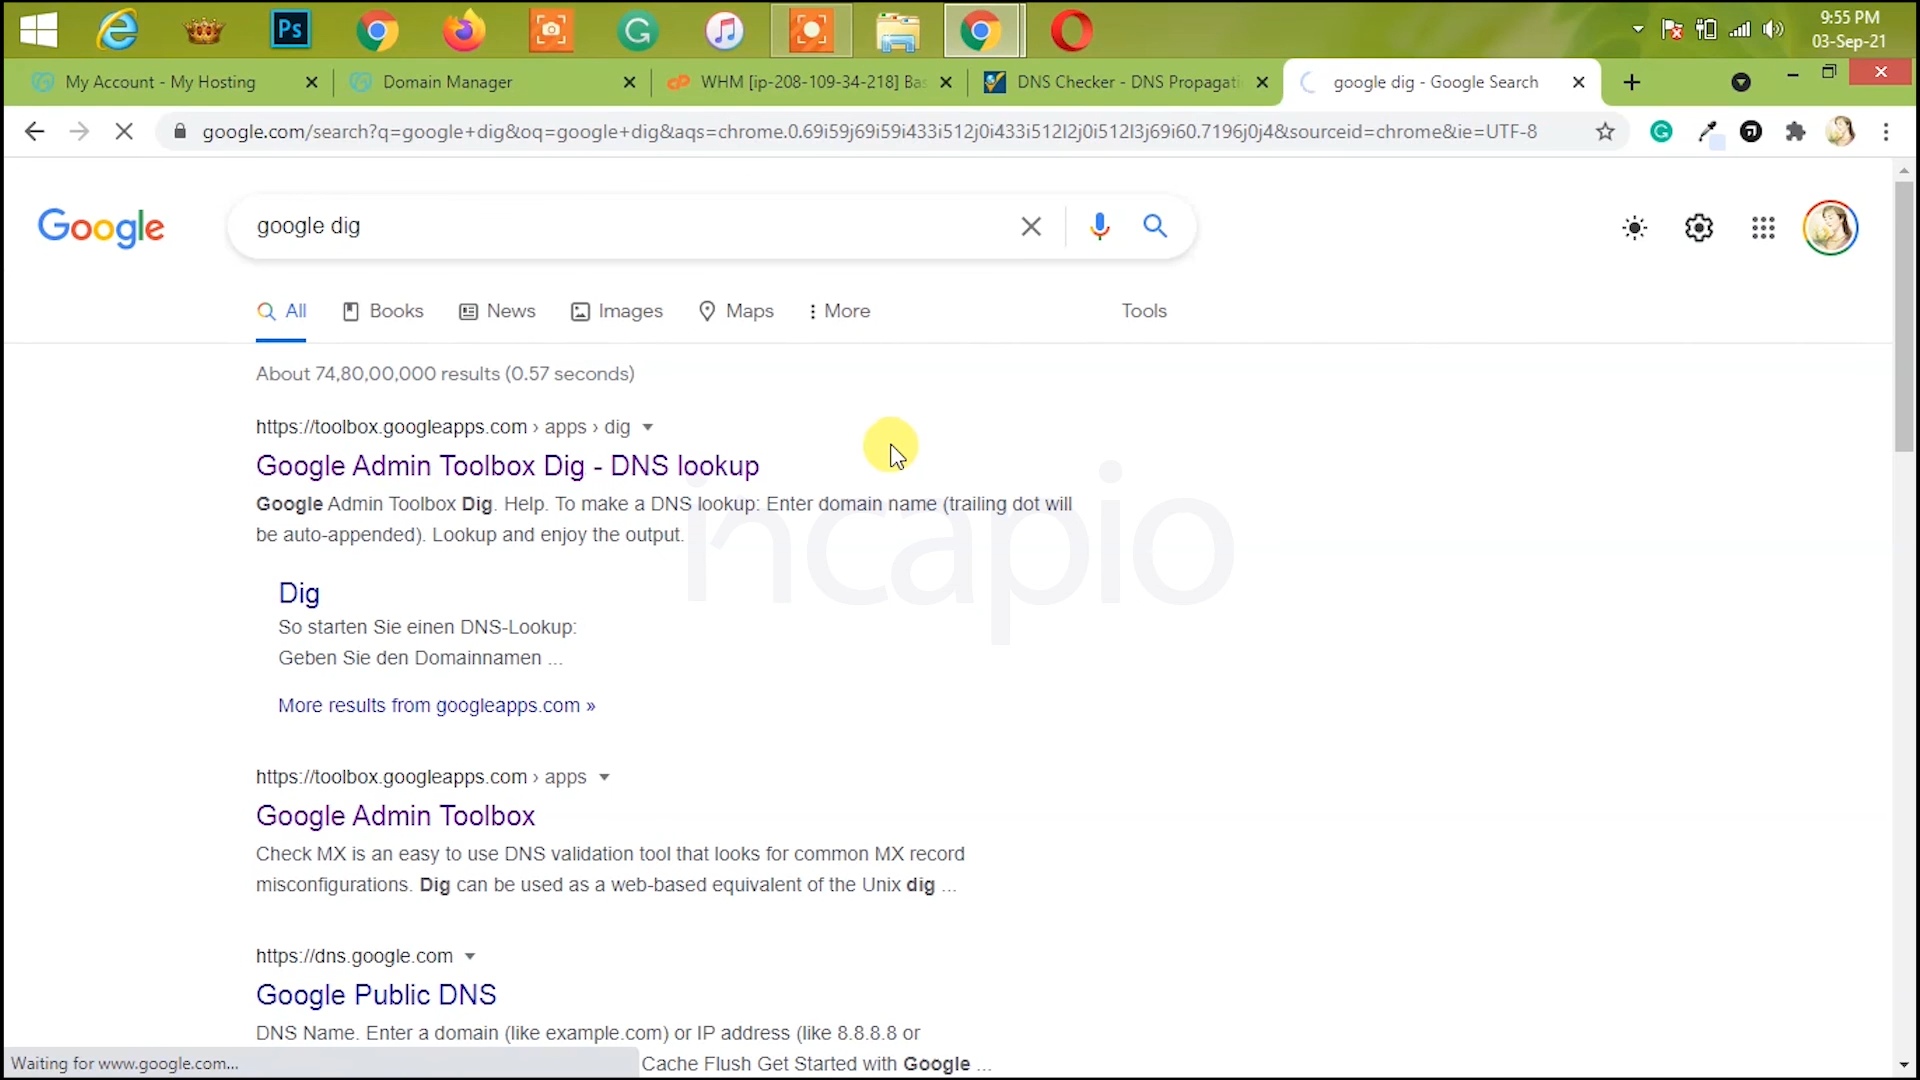 Ps
9:55 PM
03-Sep-21
My Account - My Hosting
Domain Manager
cP WHM [ip-208-109-34-218] Bas
DNS Checker - DNS Propagati
google dig - Google Search
google.com/search?q=google+dig&oq=google+dig&aqs=chrome.0.69i59j69i59i433i512j0i433i512l2j0i512l3j69i60.7196j0j4&sourceid=chrome&ie=UTF-8
Google
google dig
All
Books
News
Images
Maps
More
Tools
About 74,80,00,000 results (0.57 seconds)
https://toolbox.googleapps.com › apps › dig
Google Admin Toolbox Dig - DNS lookup
Google Admin Toolbox Dig. Help. To make a DNS lookup: Enter domain name (trailing dot will
be auto-appended). Lookup and enjoy the output.
incapio
Dig
So starten Sie einen DNS-Lookup:
Geben Sie den Domainnamen ...
More results from googleapps.com »
https://toolbox.googleapps.com › apps
Google Admin Toolbox
Check MX is an easy to use DNS validation tool that looks for common MX record
misconfigurations. Dig can be used as a web-based equivalent of the Unix dig ...
https://dns.google.com
Google Public DNS
DNS Name. Enter a domain (like example.com) or IP address (like 8.8.8.8 or
Cache Flush Get Started with Google ...
Waiting for www.google.com...